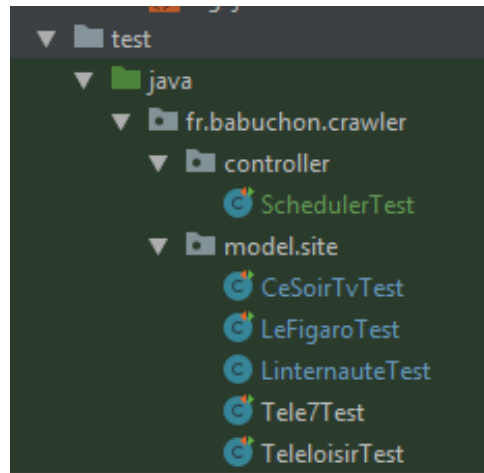 test
java
fr.babuchon.crawler
controller
SchedulerTest
model.site
CeSoirTvTest
LeFigaroTest
LinternauteTest
Tele7Test
TeleloisirTest